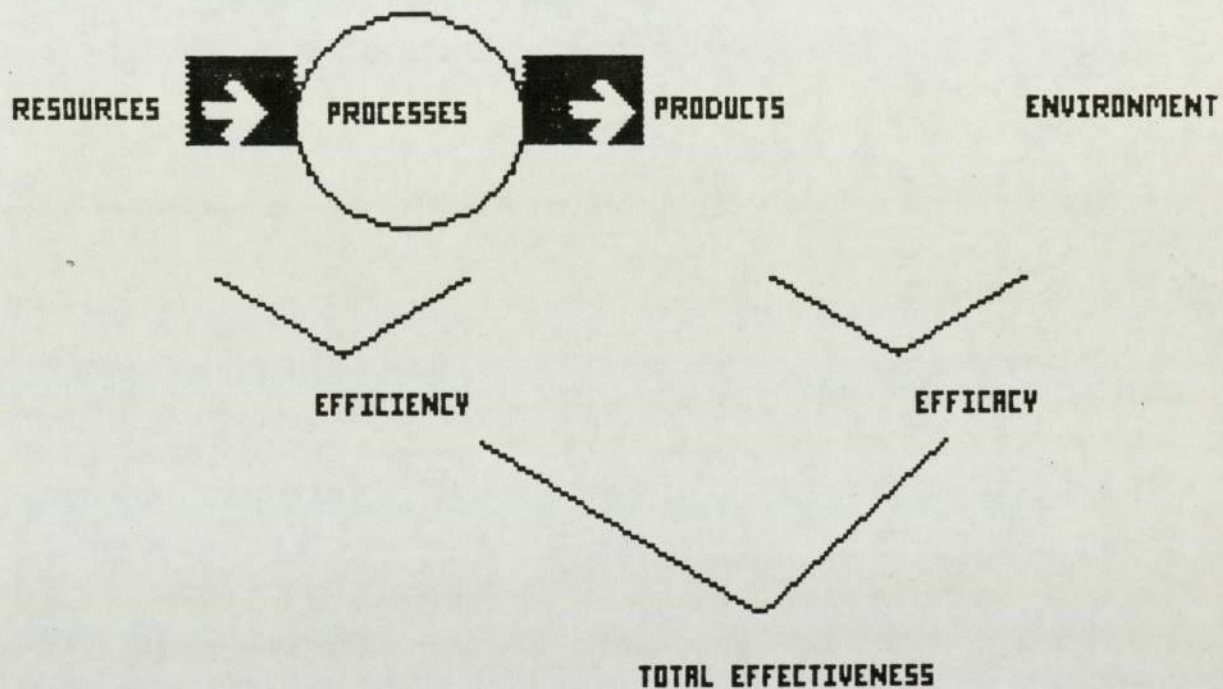 RESOURCES PROCESSES PRODUCTS ENVIRONMENT
EFFICIENCY EFFICACY
TOTAL EFFECTIVENESS